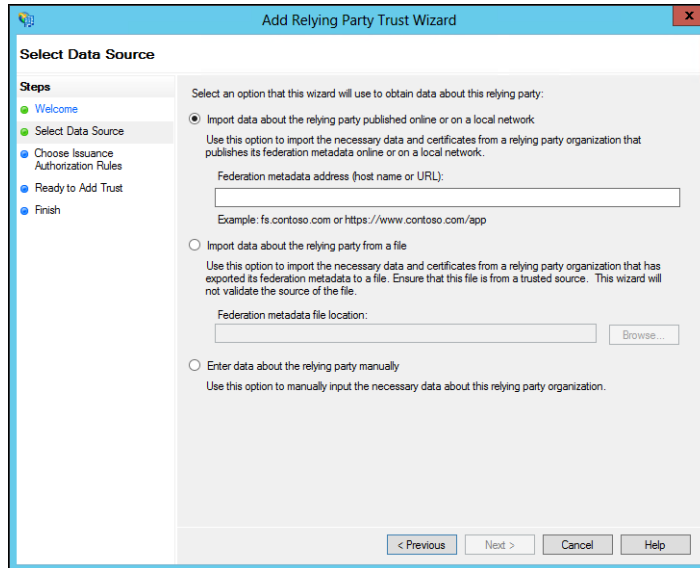 Add Relying Party Trust Wizard
x
Select Data Source
Steps
Welcome
Select Data Source
Choose Issuance
Authorization Rules
Ready to Add Trust
Finish
Select an option that this wizard will use to obtain data about this relying party:
Import data about the relying party published online or on a local network
Use this option to import the necessary data and certificates from a relying party organization that
publishes its federation metadata online or on a local network.
Federation metadata address (host name or URL):
Example: fs.contoso.com or https://www.contoso.com/app
Import data about the relying party from a file
Use this option to import the necessary data and certificates from a relying party organization that has
exported its federation metadata to a file. Ensure that this file is from a trusted source. This wizard will
not validate the source of the file.
Federation metadata file location:
Browse...
Enter data about the relying party manually
Use this option to manually input the necessary data about this relying party organization.
< Previous
Next >
Cancel
Help